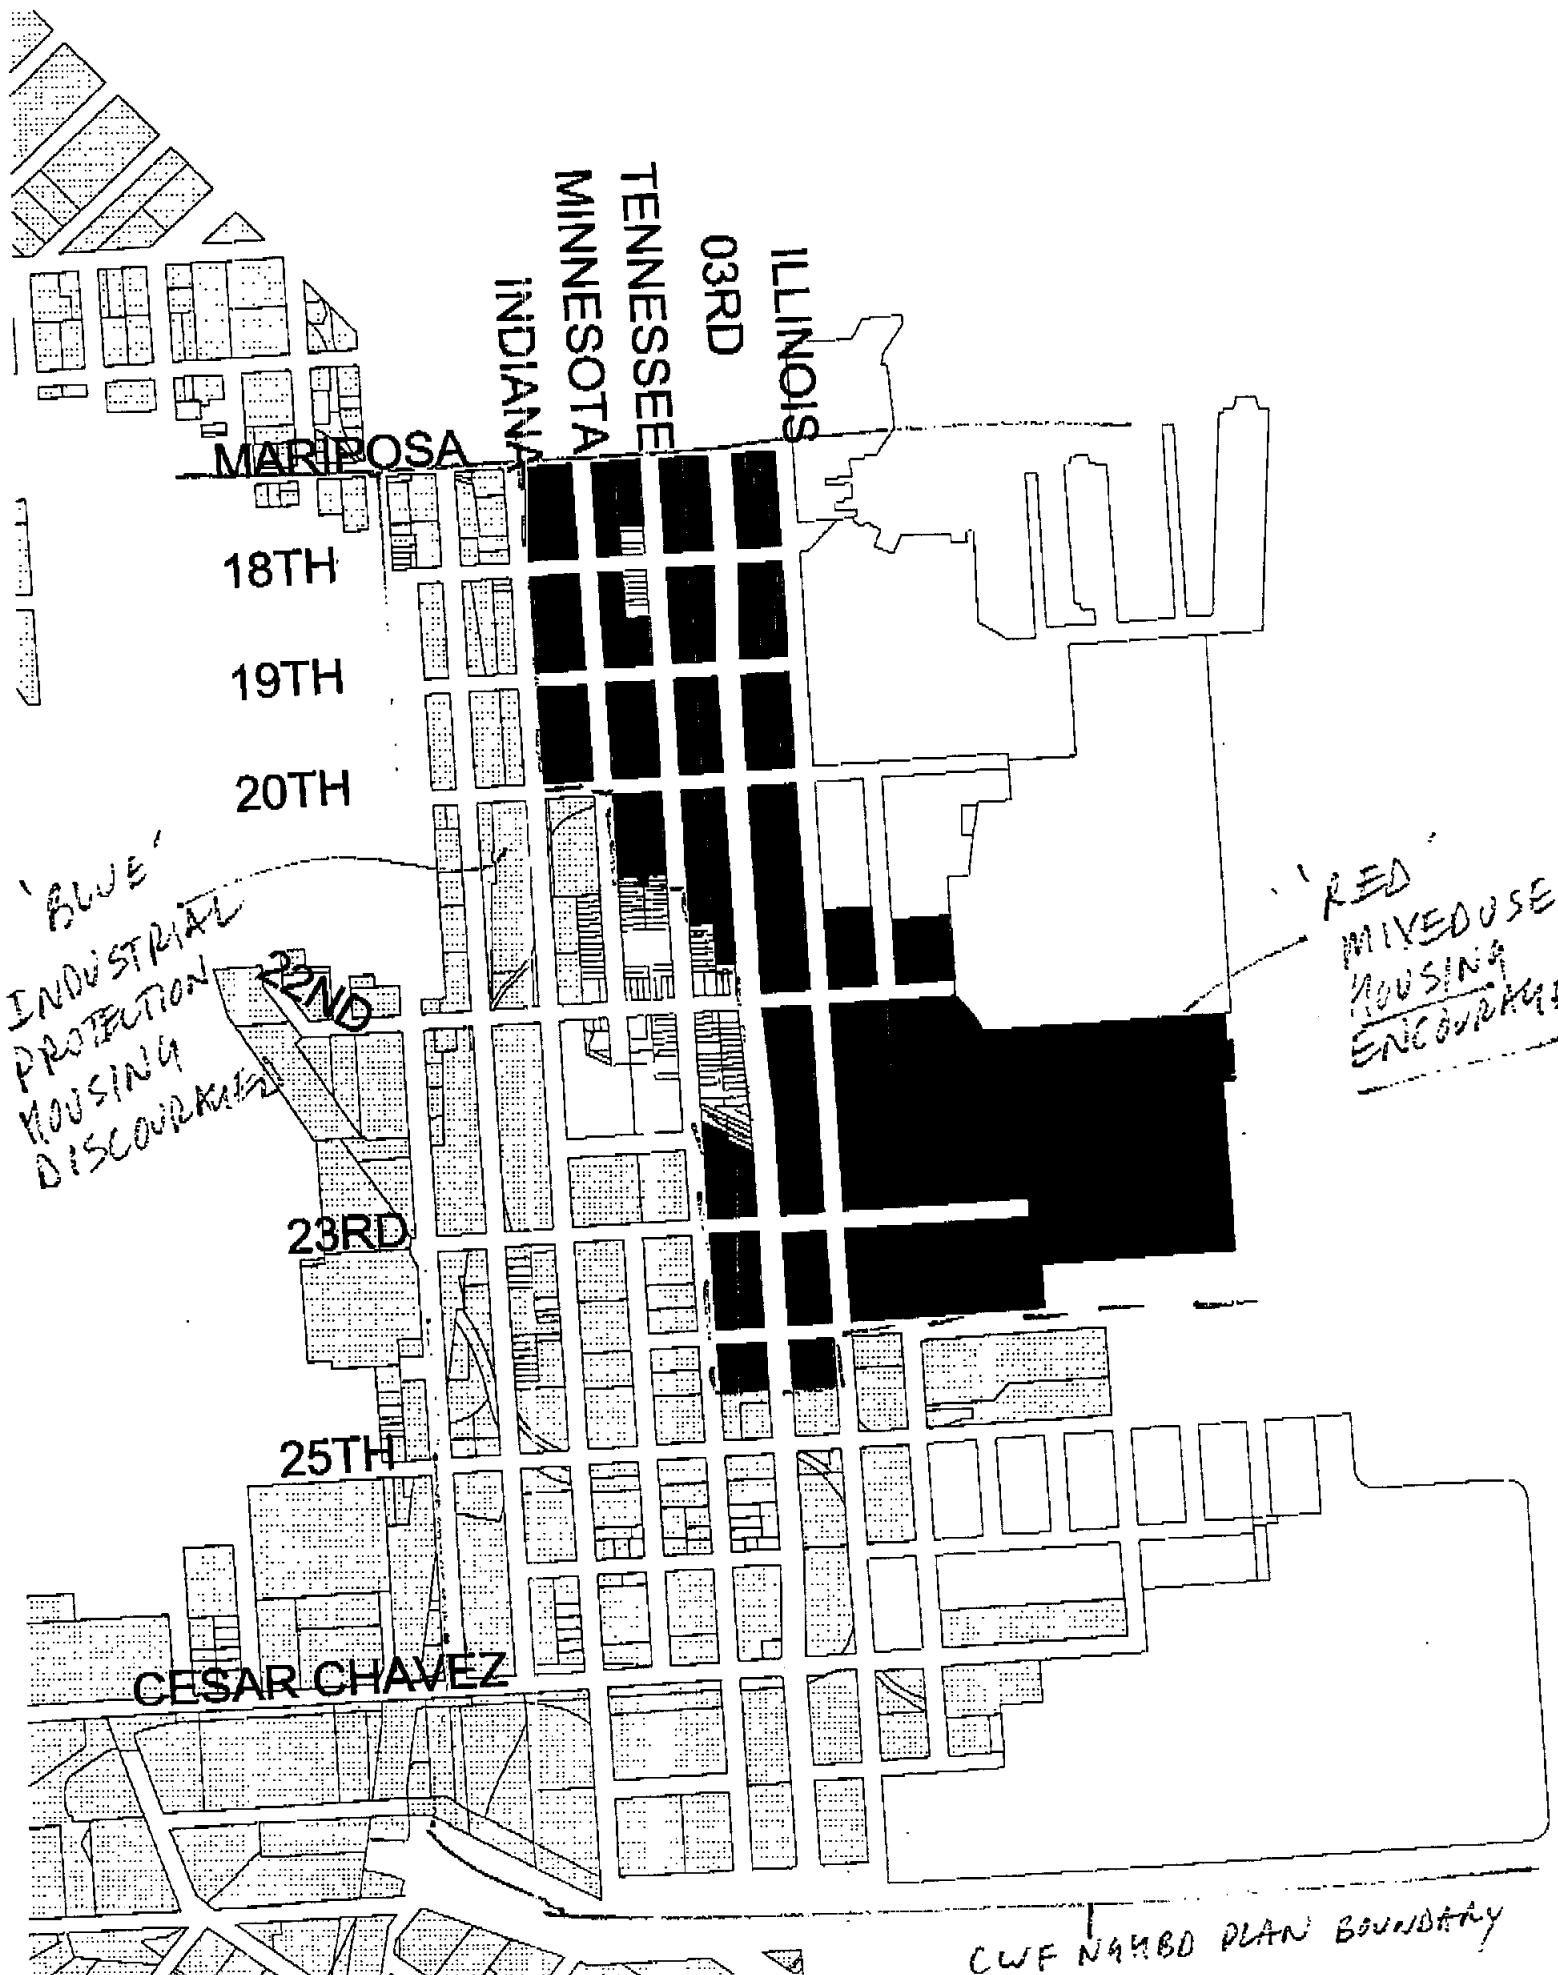 TENNESSEE
MINNESOTA
03RD
ILLINOIS
INDIANA
MARIPOSA
18TH
19TH
20TH
'BLUE'
INDUSTRIAL
PROTECTION
HOUSING
DISCOURAGED
22ND
'RED'
MIXED USE
HOUSING
23RD
25TH
CESAR CHAVEZ
CWF NGHBD PLAN BOUNDARY